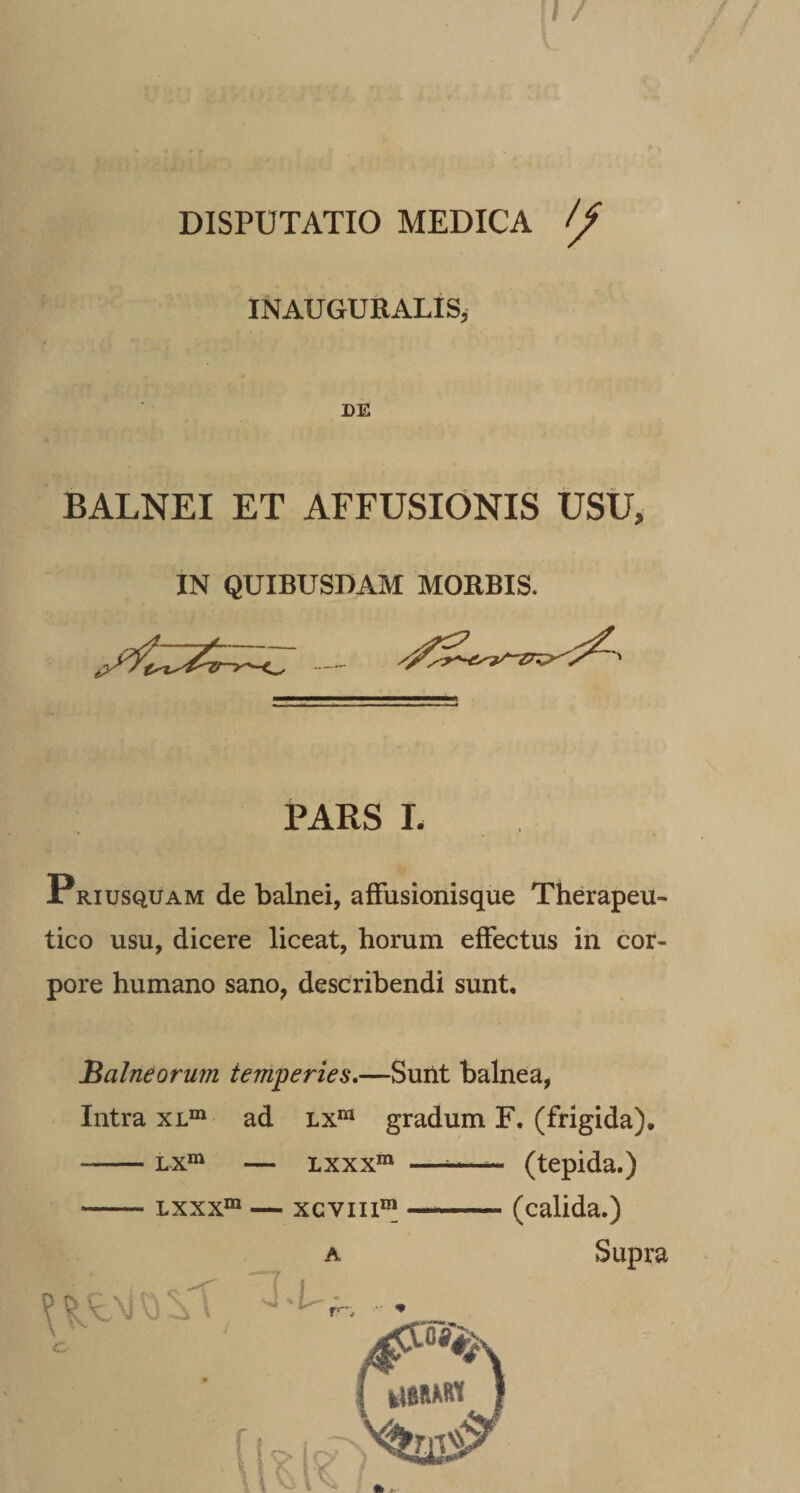 DISPUTATIO MEDICA
INAUGURALIS,
DE
BALNEI ET AFFUSIONIS USU,
IN QUIBUSDAM MORBIS.
PARS I.
PRIUSQUAM de balnei, affusionisque Therapeu-
tico usu, dicere liceat, horum effectus in cor-
pore humano sano, describendi sunt.
Balneorum temperies.—Sunt balnea,
Intra XLm ad LXm gradum F. (frigida).
—— LXm — LXXXm —— (tepida.)
—— LXXXm — XCVIIIm —— (calida.)
A Supra
LIBRARY